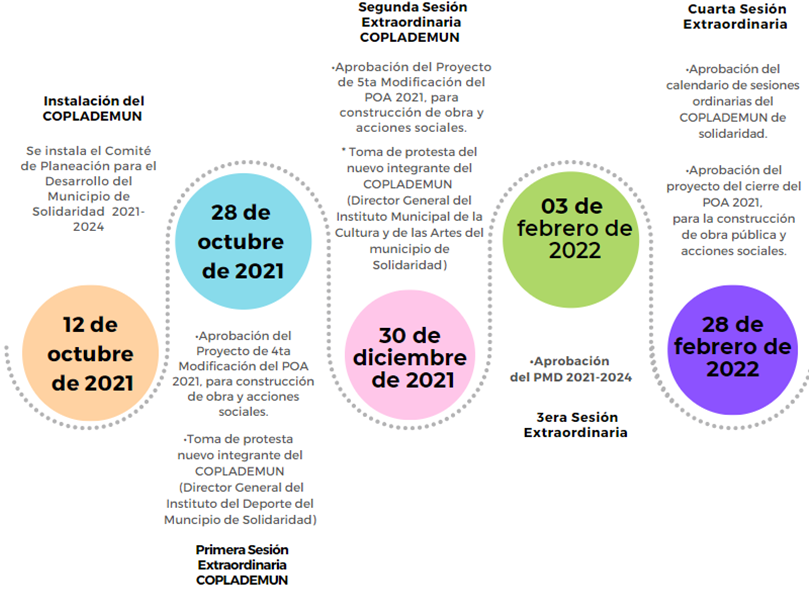 Instalación del
COPLADEMUN
Se instala el Comité
de Planeación para el
Desarrollo del
Municipio de
Solidaridad 2021-
2024
12 de
octubre
de 2021
28 de
octubre
de 2021
•Aprobación del
Proyecto de 4ta
Modificación del POA
2021, para construcción
de obra y acciones
sociales.
•Toma de protesta
nuevo integrante del
COPLADEMUN
(Director General del
Instituto del Deporte del
Muncipio de Solidaridad)
Primera Sesión
Extraordinaria
COPLADEMUN
Segunda Sesión
Extraordinaria
COPLADEMUN
•Aprobación del Proyecto
de 5ta Modificación del
POA 2021, para
construcción de obra y
acciones sociales.
* Toma de protesta del
nuevo integrante del
COPLADEMUN
(Director General del
Instituto Municipal de la
Cultura y de las Artes del
municipio de
Solidaridad)
30 de
diciembre
de 2021
03 de
febrero de
2022
•Aprobación
del PMD 2021-2024
3era Sesión
Extraordinaria
Cuarta Sesión
Extraordinaria
•Aprobación del
calendario de sesiones
ordinarias del
COPLADEMUN de
solidaridad.
•Aprobación del
proyecto del cierre del
POA 2021,
para la construcción
de obra pública y
acciones sociales.
28 de
febrero de
2022